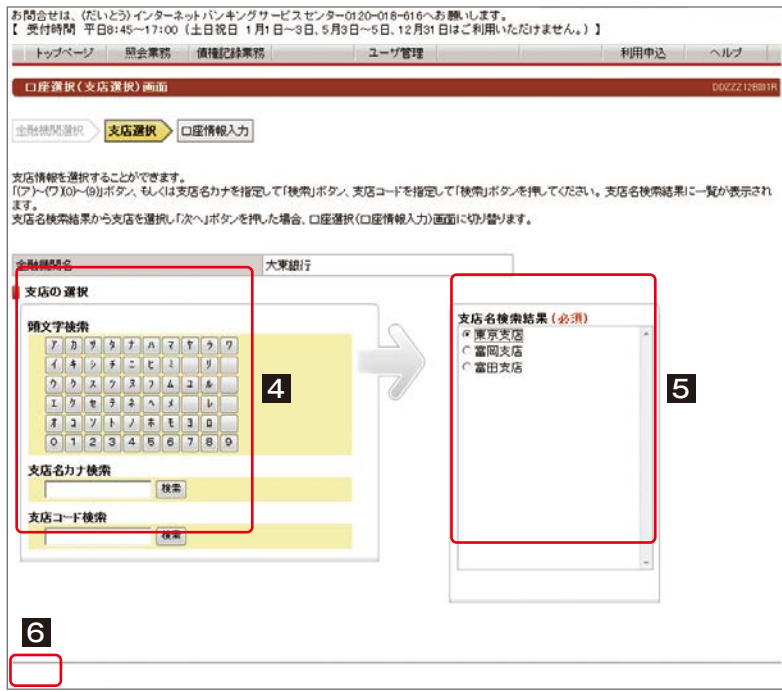 お問合せは、〈だいとう〉インターネットバンキングサービスセンター0120-018-616へお願いします。
【 受付時間 平日8:45～17:00（土日祝日 1月1日～3日、5月3日～5日、12月31日はご利用いただけません。）】
トップページ 照会業務 債権記録業務 ユーザ管理 利用申込 ヘルプ
口座選択(支店選択)画面
金融機関選択 支店選択 口座情報入力
支店情報を選択することができます。
「(ア)～(ワ)(0)～(9)」ボタン、もしくは支店名カナを指定して「検索」ボタン、支店コードを指定して「検索」ボタンを押してください。支店名検索結果に一覧が表示され
ます。
支店名検索結果から支店を選択し「次へ」ボタンを押した場合、口座選択(口座情報入力)画面に切り替ります。
金融機関名 大東銀行
支店の選択
頭文字検索
ア カ サ タ ナ ハ マ ヤ ラ ワ
イ キ シ チ ニ ヒ ミ リ
ウ ク ス ツ ヌ フ ム ユ ル
エ ケ セ テ ネ ヘ メ レ
オ コ ソ ト ノ ホ モ ヨ ロ
0 1 2 3 4 5 6 7 8 9
4
支店名カナ検索
検索
支店コード検索
検索
支店名検索結果(必須)
東京支店
富岡支店
富田支店
5
6